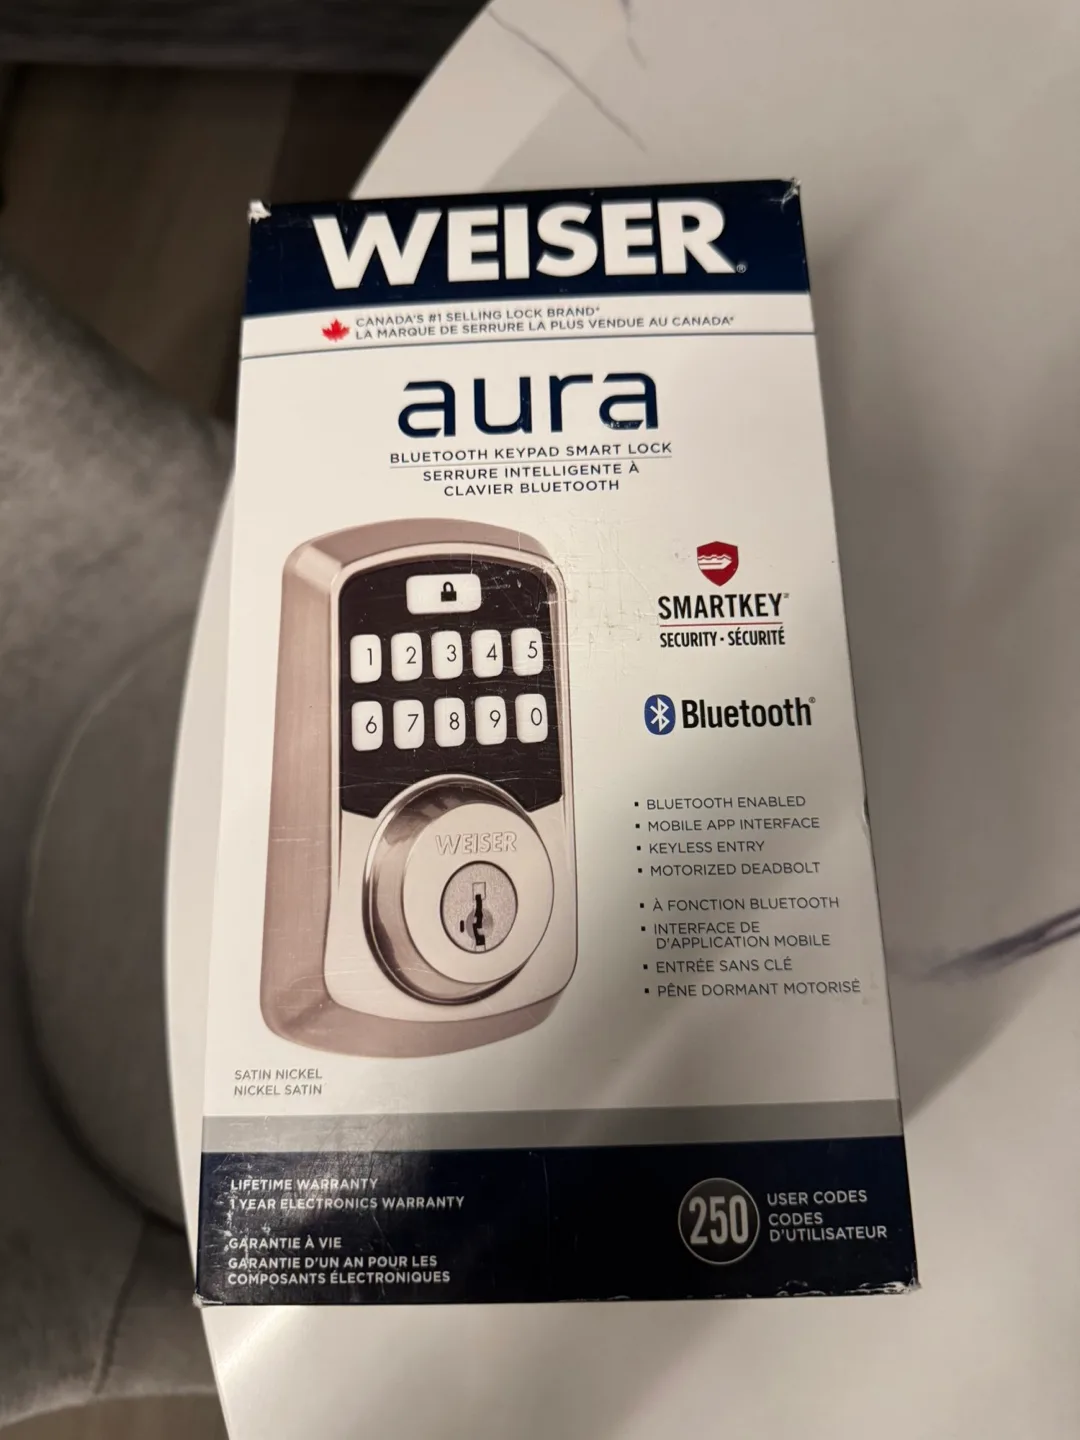 WEISER®
CANADA'S #1 SELLING LOCK BRAND*
LA MARQUE DE SERRURE LA PLUS VENDUE AU CANADA*
aura
BLUETOOTH KEYPAD SMART LOCK
SERRURE INTELLIGENTE À
CLAVIER BLUETOOTH
1 2 3 4 5
6 7 8 9 0
WEISER
SMARTKEY
SECURITY · SÉCURITÉ
Bluetooth®
▪ BLUETOOTH ENABLED
▪ MOBILE APP INTERFACE
▪ KEYLESS ENTRY
▪ MOTORIZED DEADBOLT
▪ À FONCTION BLUETOOTH
▪ INTERFACE DE
D'APPLICATION MOBILE
▪ ENTRÉE SANS CLÉ
▪ PÊNE DORMANT MOTORISÉ
SATIN NICKEL
NICKEL SATIN
LIFETIME WARRANTY
1 YEAR ELECTRONICS WARRANTY
GARANTIE À VIE
GARANTIE D'UN AN POUR LES
COMPOSANTS ÉLECTRONIQUES
250
USER CODES
CODES
D'UTILISATEUR